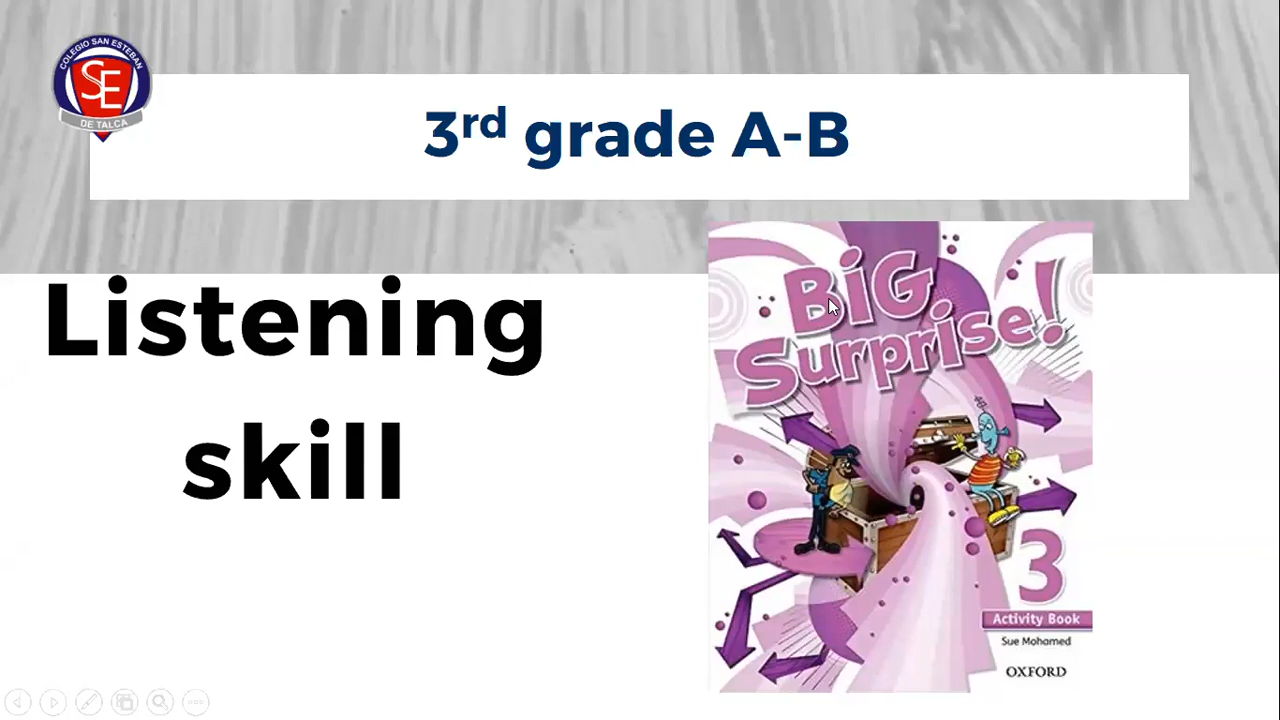 COLEGIO SAN ESTEBAN
SE
DE TALCA
3rd grade A-B
Listening
skill
BiG
Surprise!
3
Activity Book
Sue Mohamed
OXFORD